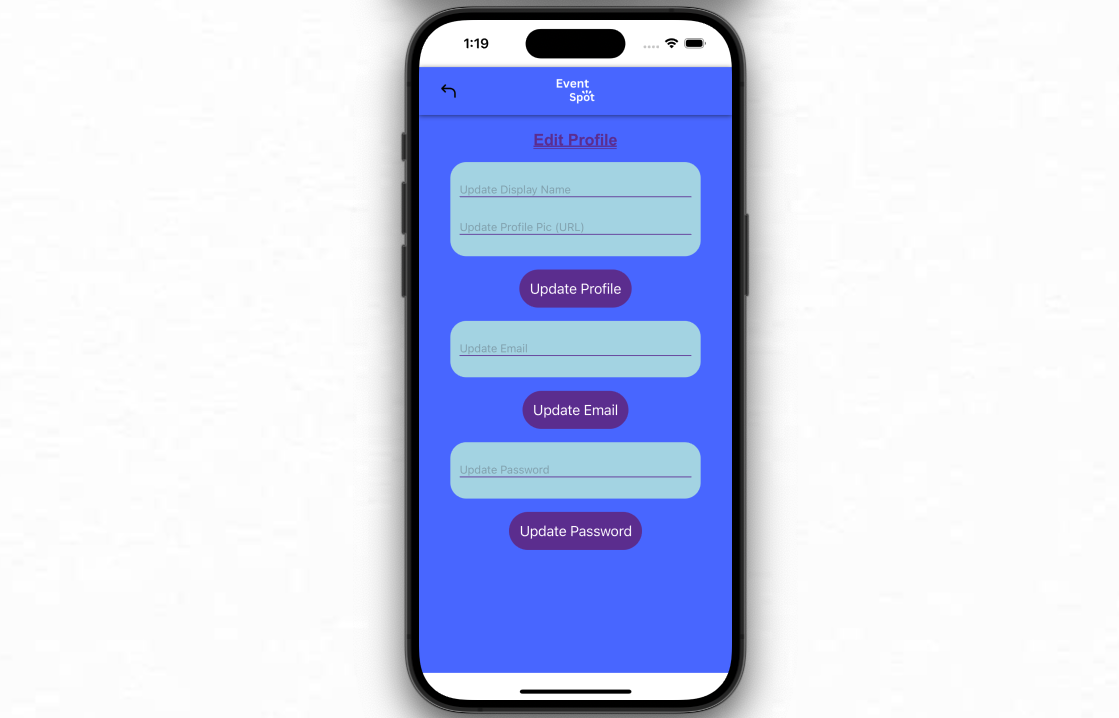 1:19
Event
Spot
Edit Profile
Update Display Name
Update Profile Pic (URL)
Update Profile
Update Email
Update Email
Update Password
Update Password